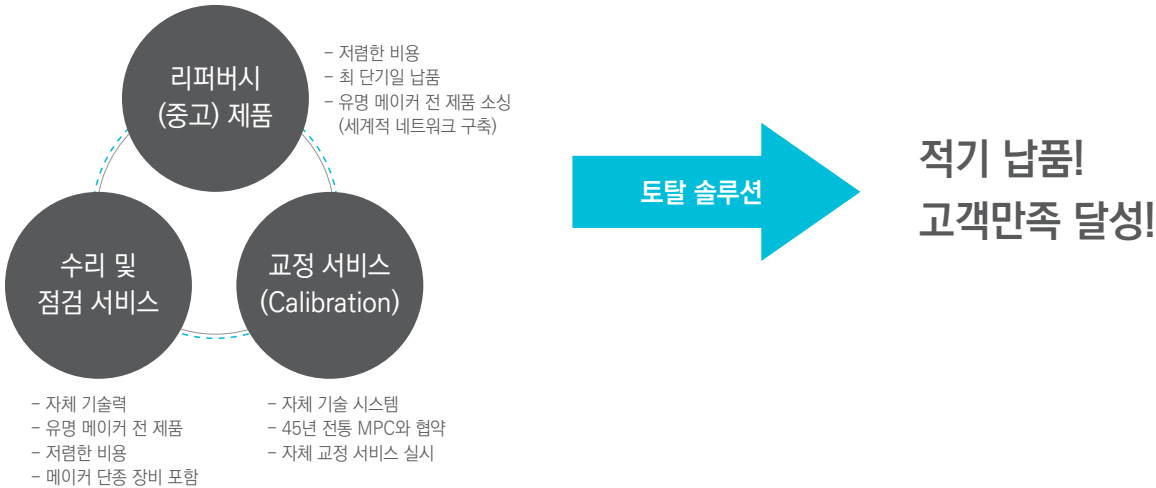 리퍼버시
(중고) 제품
- 저렴한 비용
- 최 단기일 납품
- 유명 메이커 전 제품 소싱
(세계적 네트워크 구축)
수리 및
점검 서비스
- 자체 기술력
- 유명 메이커 전 제품
- 저렴한 비용
- 메이커 단종 장비 포함
교정 서비스
(Calibration)
- 자체 기술 시스템
- 45년 전통 MPC와 협약
- 자체 교정 서비스 실시
토탈 솔루션
적기 납품!
고객만족 달성!